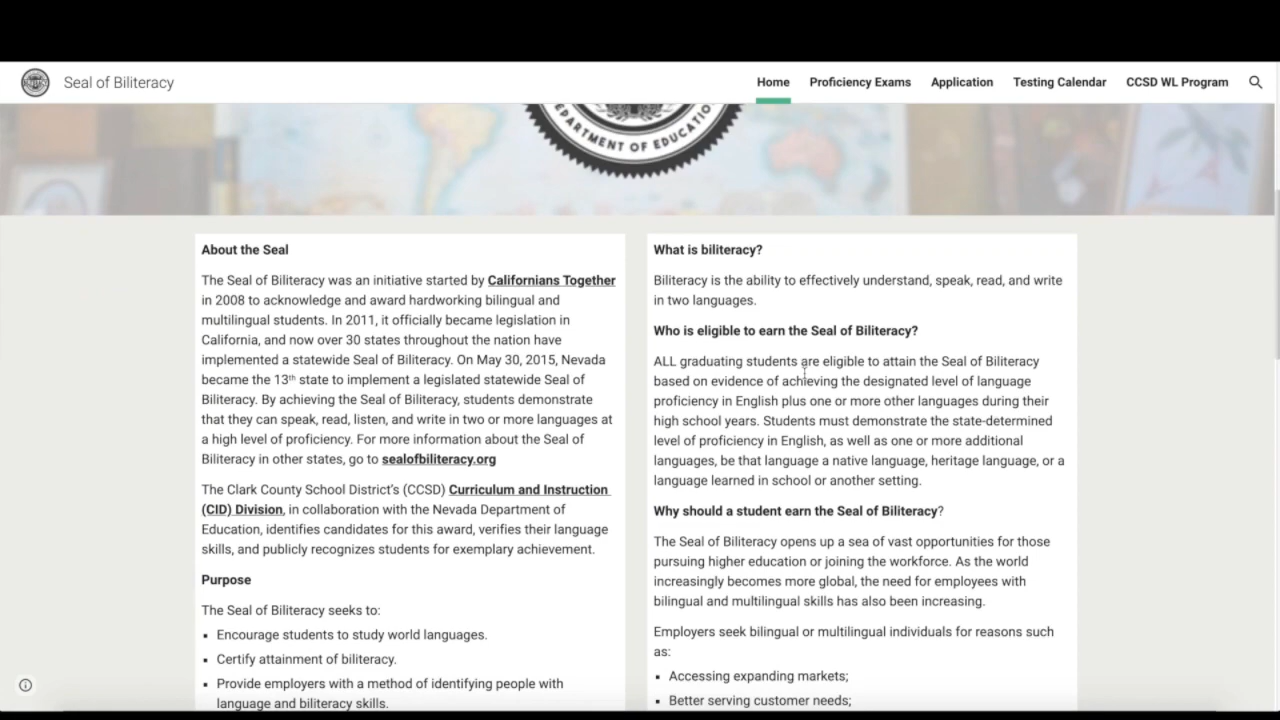 Seal of Biliteracy
Home
Proficiency Exams
Application
Testing Calendar
CCSD WL Program
DEPARTMENT OF EDUCATION
About the Seal
The Seal of Biliteracy was an initiative started by Californians Together
in 2008 to acknowledge and award hardworking bilingual and
multilingual students. In 2011, it officially became legislation in
California, and now over 30 states throughout the nation have
implemented a statewide Seal of Biliteracy. On May 30, 2015, Nevada
became the 13th state to implement a legislated statewide Seal of
Biliteracy. By achieving the Seal of Biliteracy, students demonstrate
that they can speak, read, listen, and write in two or more languages at
a high level of proficiency. For more information about the Seal of
Biliteracy in other states, go to sealofbiliteracy.org
The Clark County School District's (CCSD) Curriculum and Instruction
(CID) Division, in collaboration with the Nevada Department of
Education, identifies candidates for this award, verifies their language
skills, and publicly recognizes students for exemplary achievement.
Purpose
The Seal of Biliteracy seeks to:
▪ Encourage students to study world languages.
▪ Certify attainment of biliteracy.
▪ Provide employers with a method of identifying people with
language and biliteracy skills.
What is biliteracy?
Biliteracy is the ability to effectively understand, speak, read, and write
in two languages.
Who is eligible to earn the Seal of Biliteracy?
ALL graduating students are eligible to attain the Seal of Biliteracy
based on evidence of achieving the designated level of language
proficiency in English plus one or more other languages during their
high school years. Students must demonstrate the state-determined
level of proficiency in English, as well as one or more additional
languages, be that language a native language, heritage language, or a
language learned in school or another setting.
Why should a student earn the Seal of Biliteracy?
The Seal of Biliteracy opens up a sea of vast opportunities for those
pursuing higher education or joining the workforce. As the world
increasingly becomes more global, the need for employees with
bilingual and multilingual skills has also been increasing.
Employers seek bilingual or multilingual individuals for reasons such
as:
▪ Accessing expanding markets;
▪ Better serving customer needs;